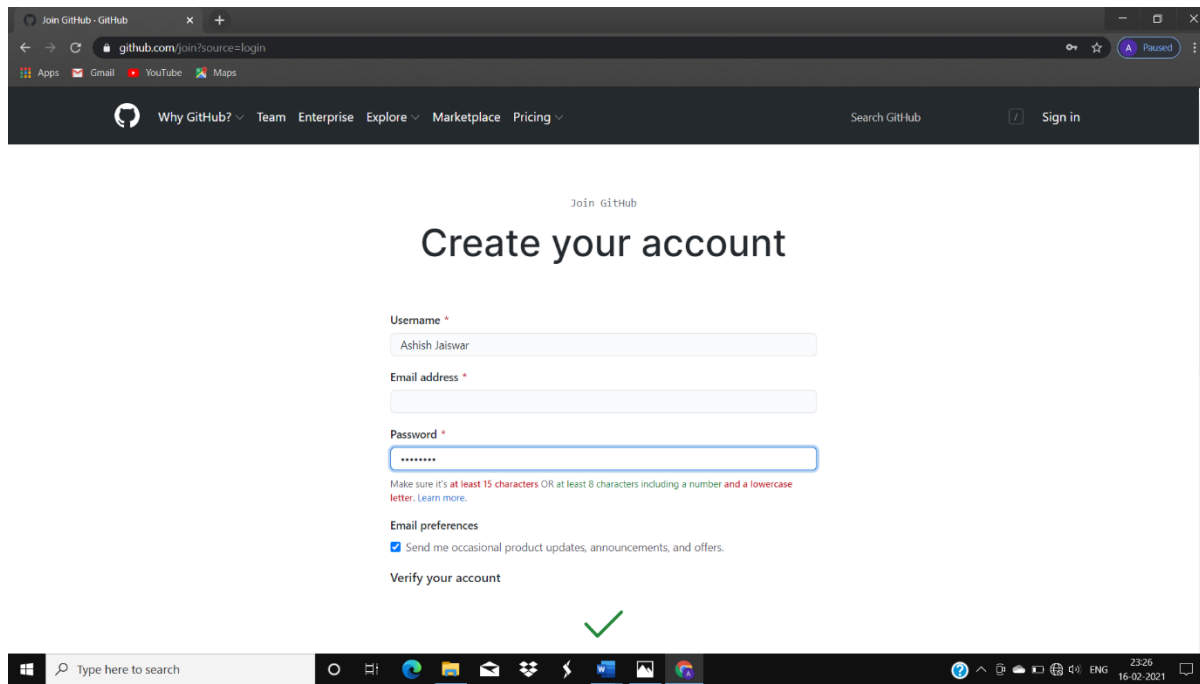 Join GitHub · GitHub
github.com/join?source=login
A Paused
Apps Gmail YouTube Maps
Why GitHub? Team Enterprise Explore Marketplace Pricing Search GitHub / Sign in
Join GitHub
Create your account
Username *
Ashish Jaiswar
Email address *
Password *
••••••••
Make sure it's at least 15 characters OR at least 8 characters including a number and a lowercase
letter. Learn more.
Email preferences
Send me occasional product updates, announcements, and offers.
Verify your account
Type here to search
ENG
23:26
16-02-2021